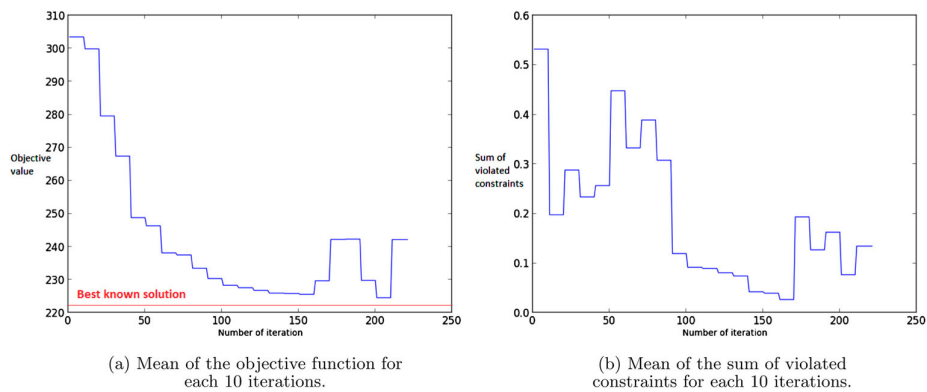 310
300
290
280
270
260
250
240
230
220
Objective
value
Best known solution
0 50 100 150 200 250
Number of iteration
(a) Mean of the objective function for
each 10 iterations.
0.6
0.5
0.4
0.3
0.2
0.1
0.0
Sum of
violated
constraints
0 50 100 150 200 250
Number of iteration
(b) Mean of the sum of violated
constraints for each 10 iterations.